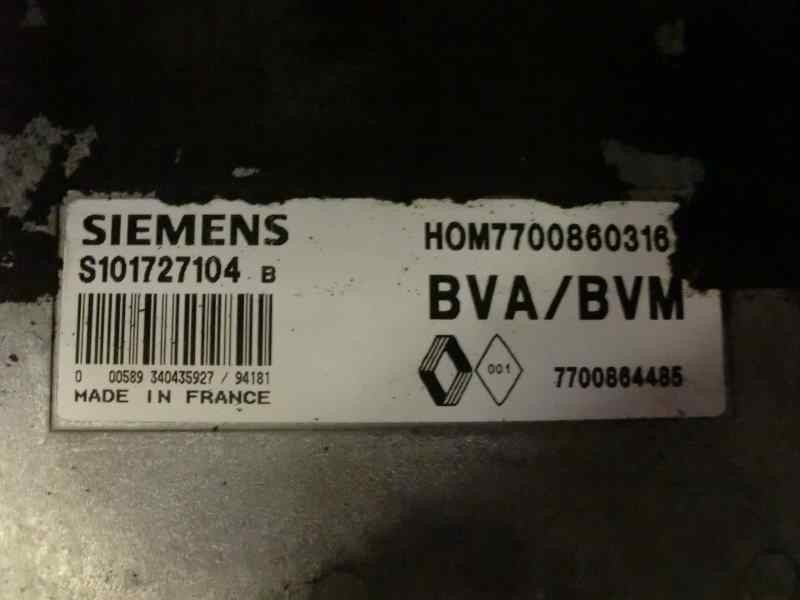 SIEMENS
S101727104 B
0 00589 340435927 / 94181
MADE IN FRANCE
HOM7700860316
BVA/BVM
001
7700864485